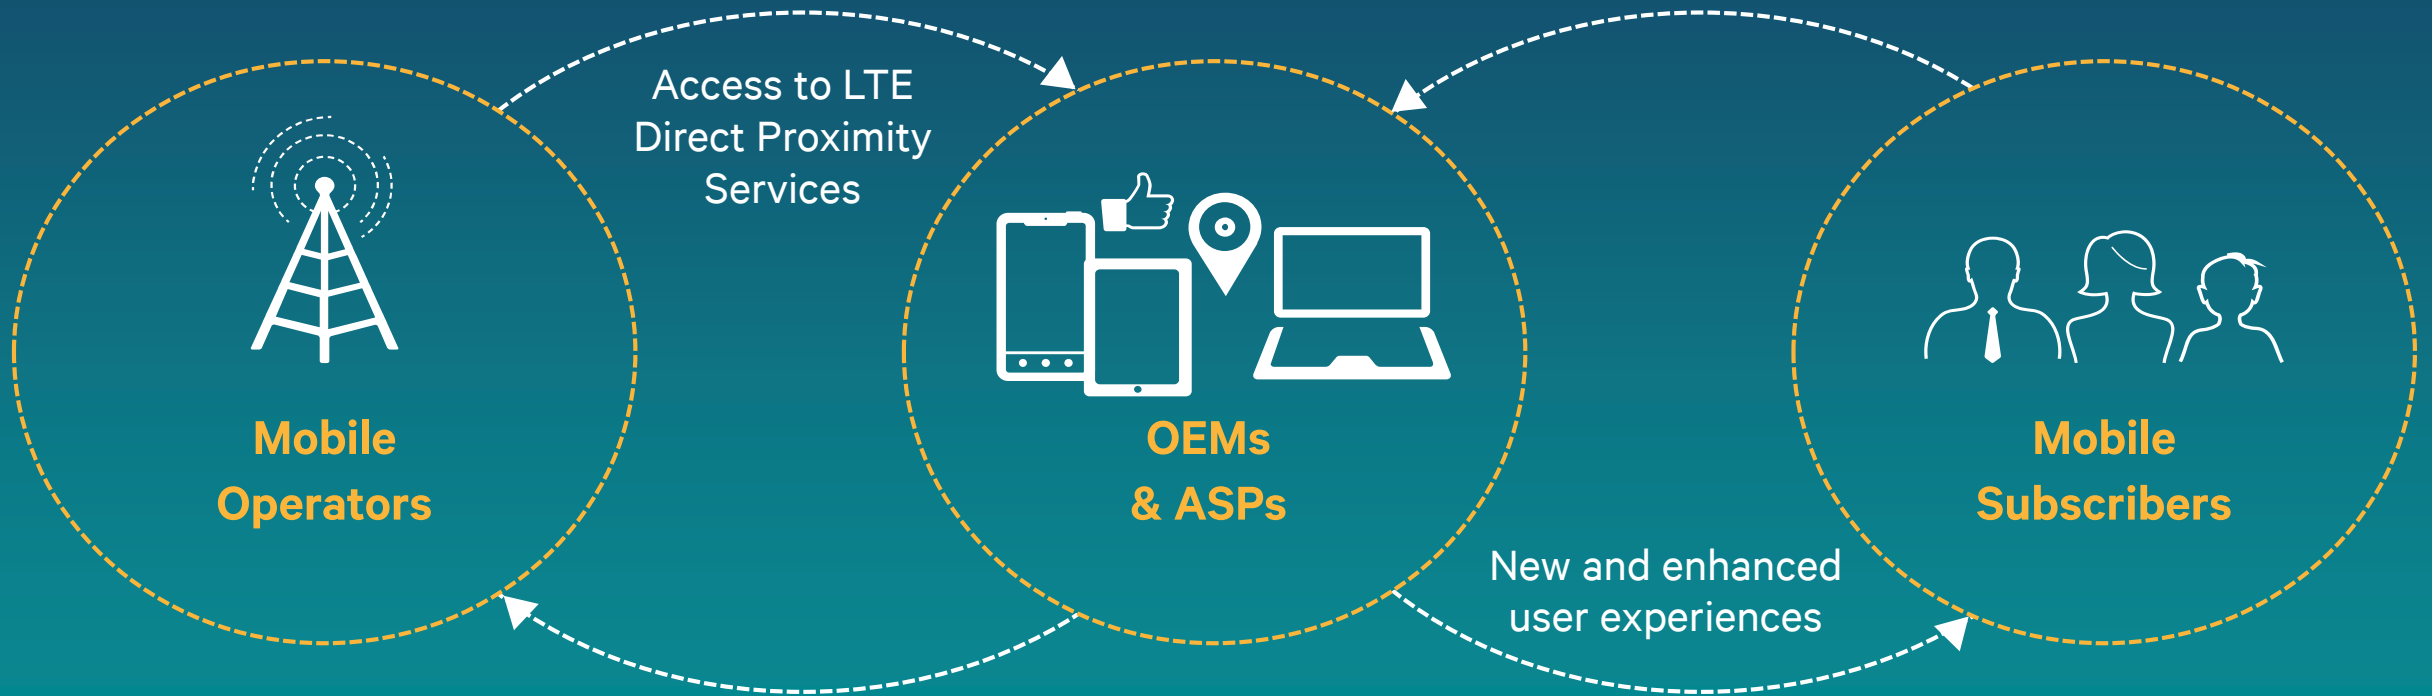 Access to LTE
Direct Proximity
Services
Mobile
Operators
OEMs
& ASPs
Mobile
Subscribers
New and enhanced
user experiences